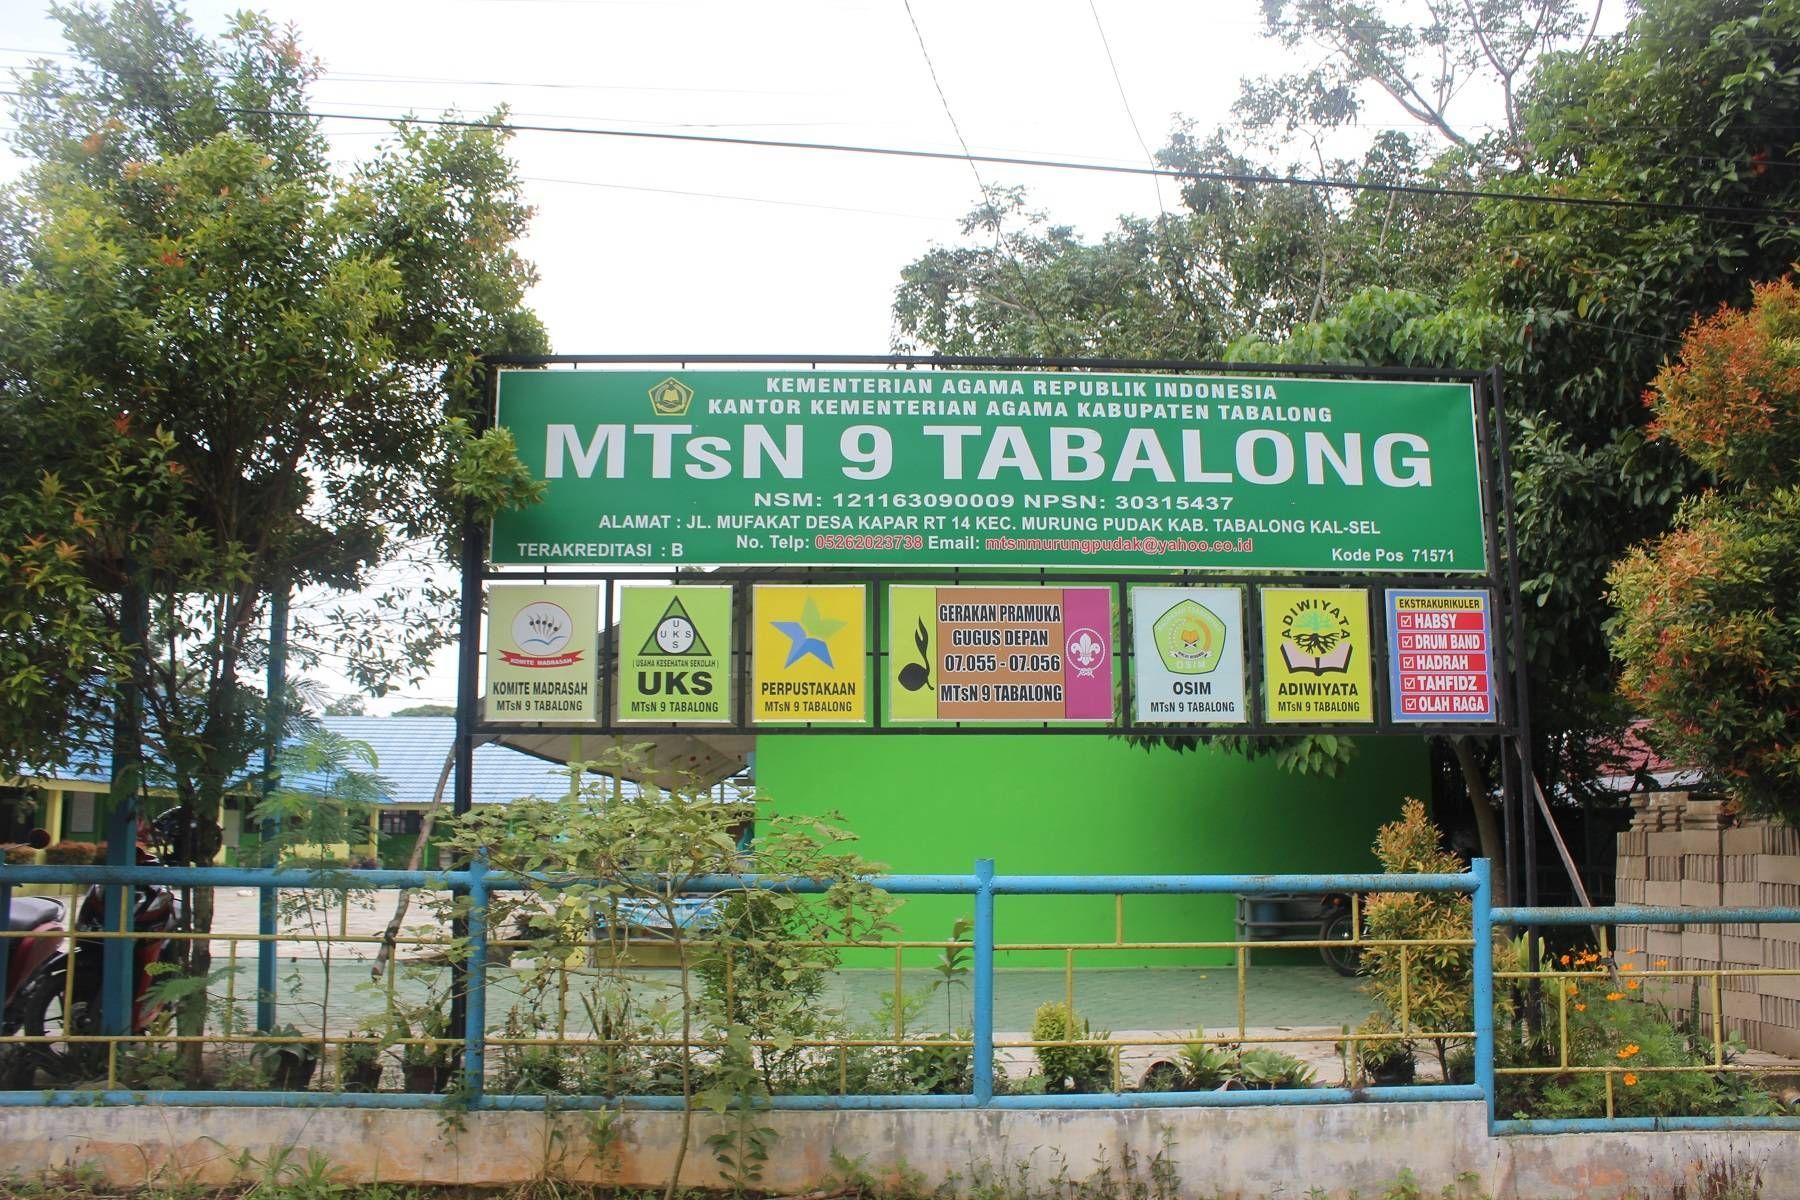 KEMENTERIAN AGAMA REPUBLIK INDONESIA
KANTOR KEMENTERIAN AGAMA KABUPATEN TABALONG
MTsN 9 TABALONG
NSM: 121163090009 NPSN: 30315437
ALAMAT : JL. MUFAKAT DESA KAPAR RT 14 KEC. MURUNG PUDAK KAB. TABALONG KAL-SEL
No. Telp: 05262023738 Email: mtsnmurungpudak@yahoo.co.id
TERAKREDITASI : B
Kode Pos 71571
KOMITE MADRASAH
KOMITE MADRASAH
MTsN 9 TABALONG
U
UKS
S
( USAHA KESEHATAN SEKOLAH )
UKS
MTsN 9 TABALONG
PERPUSTAKAAN
MTsN 9 TABALONG
GERAKAN PRAMUKA
GUGUS DEPAN
07.055 - 07.056
MTsN 9 TABALONG
OSIM
OSIM
MTsN 9 TABALONG
ADIWIYATA
ADIWIYATA
MTsN 9 TABALONG
EKSTRAKURIKULER
HABSY
DRUM BAND
HADRAH
TAHFIDZ
OLAH RAGA